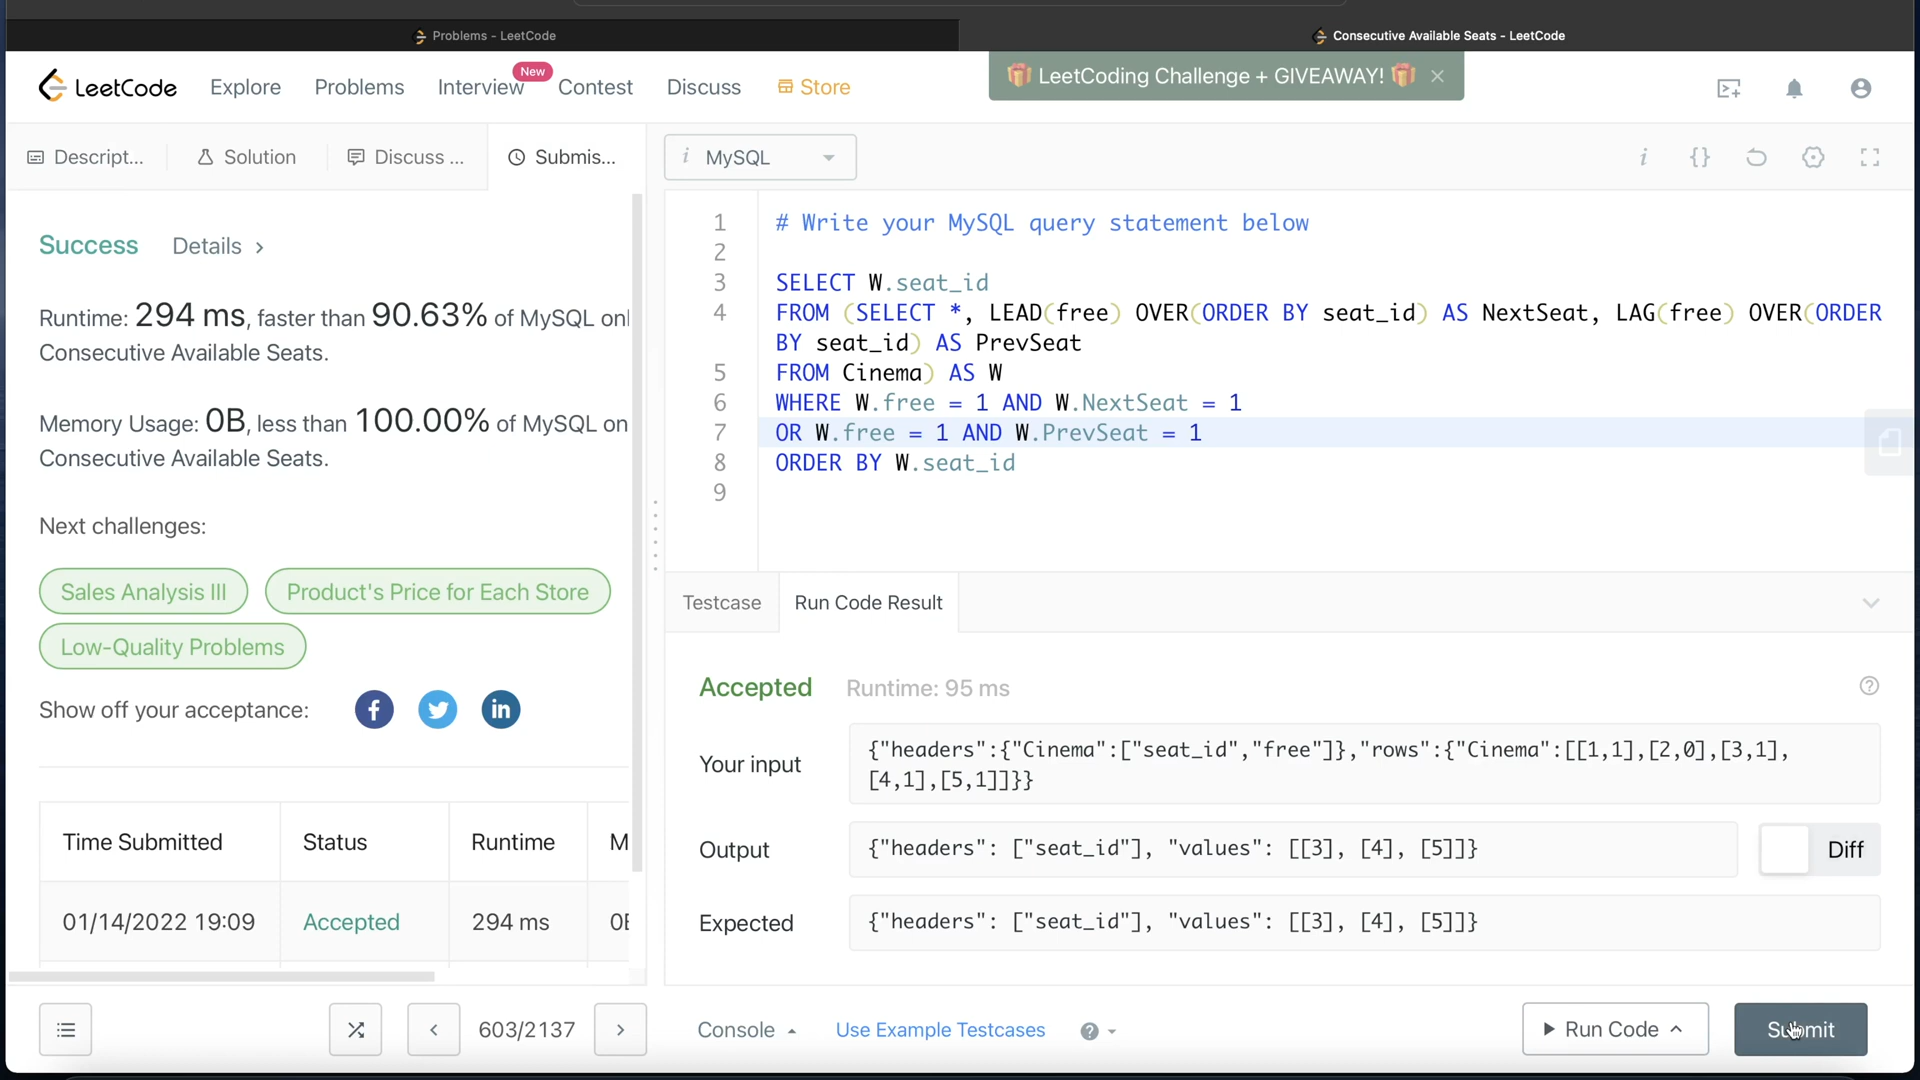 Problems - LeetCode
Consecutive Available Seats - LeetCode
LeetCode
Explore
Problems
Interview
New
Contest
Discuss
Store
LeetCoding Challenge + GIVEAWAY!
Descript...
Solution
Discuss ...
Submis...
i MySQL
i {}
Success Details >
Runtime: 294 ms, faster than 90.63% of MySQL onl
Consecutive Available Seats.
Memory Usage: 0B, less than 100.00% of MySQL on
Consecutive Available Seats.
Next challenges:
Sales Analysis III
Product's Price for Each Store
Low-Quality Problems
Show off your acceptance:
f in
Time Submitted Status Runtime M
01/14/2022 19:09 Accepted 294 ms 0B
603/2137
1 # Write your MySQL query statement below
2
3 SELECT W.seat_id
4 FROM (SELECT *, LEAD(free) OVER(ORDER BY seat_id) AS NextSeat, LAG(free) OVER(ORDER
BY seat_id) AS PrevSeat
5 FROM Cinema) AS W
6 WHERE W.free = 1 AND W.NextSeat = 1
7 OR W.free = 1 AND W.PrevSeat = 1
8 ORDER BY W.seat_id
9
Testcase
Run Code Result
Accepted Runtime: 95 ms
Your input
{"headers":{"Cinema":["seat_id","free"]},"rows":{"Cinema":[[1,1],[2,0],[3,1],
[4,1],[5,1]]}}
Output
{"headers": ["seat_id"], "values": [[3], [4], [5]]}
Diff
Expected
{"headers": ["seat_id"], "values": [[3], [4], [5]]}
Console
Use Example Testcases
Run Code
Submit